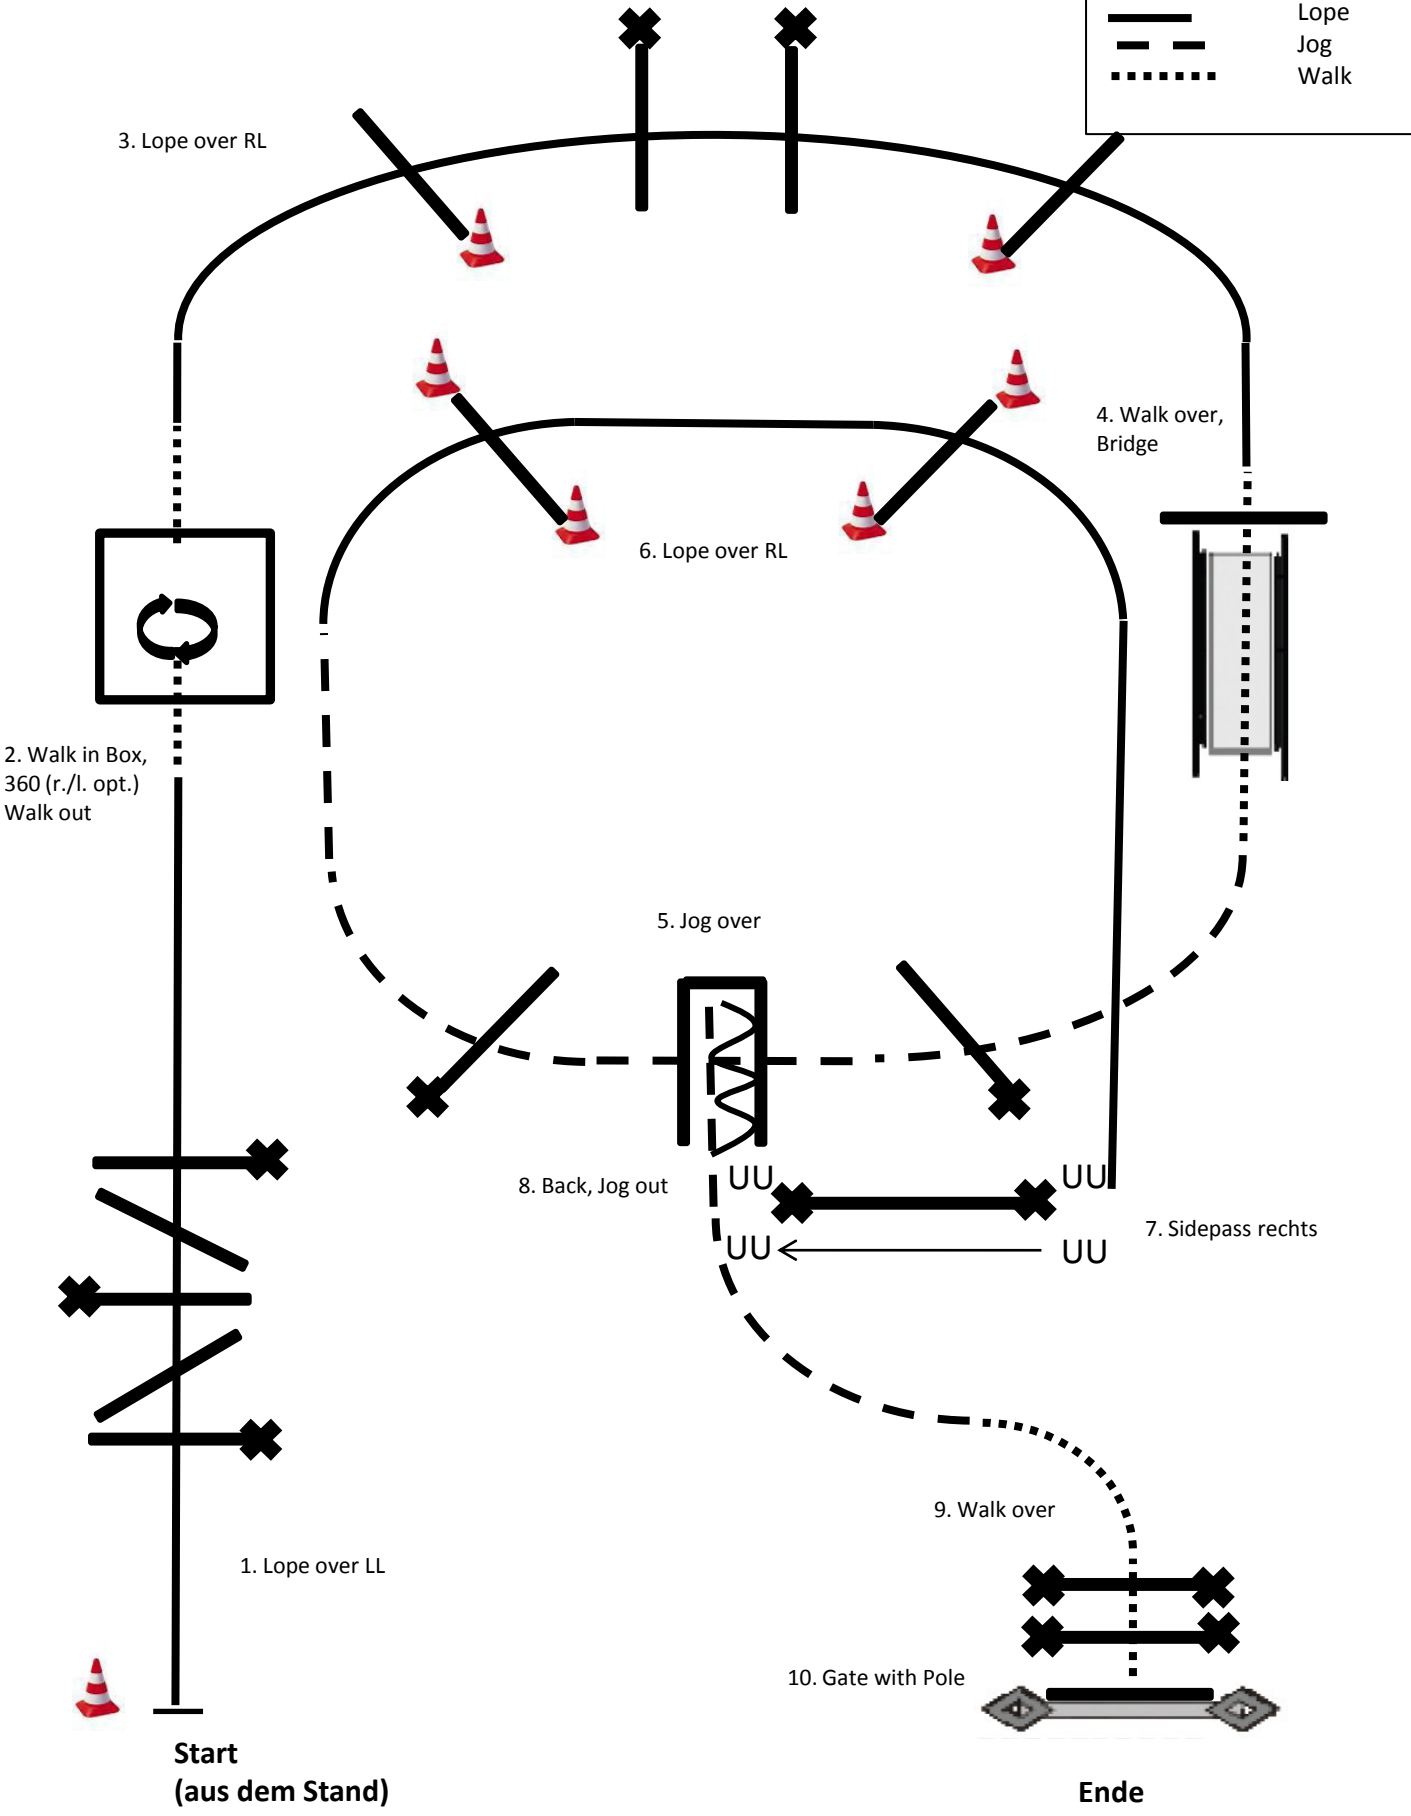 Lope
Jog
Walk
3. Lope over RL
4. Walk over,
Bridge
6. Lope over RL
2. Walk in Box,
360 (r./l. opt.)
Walk out
5. Jog over
8. Back, Jog out
UU
UU
7. Sidepass rechts
UU
UU
9. Walk over
1. Lope over LL
10. Gate with Pole
Start
(aus dem Stand)
Ende